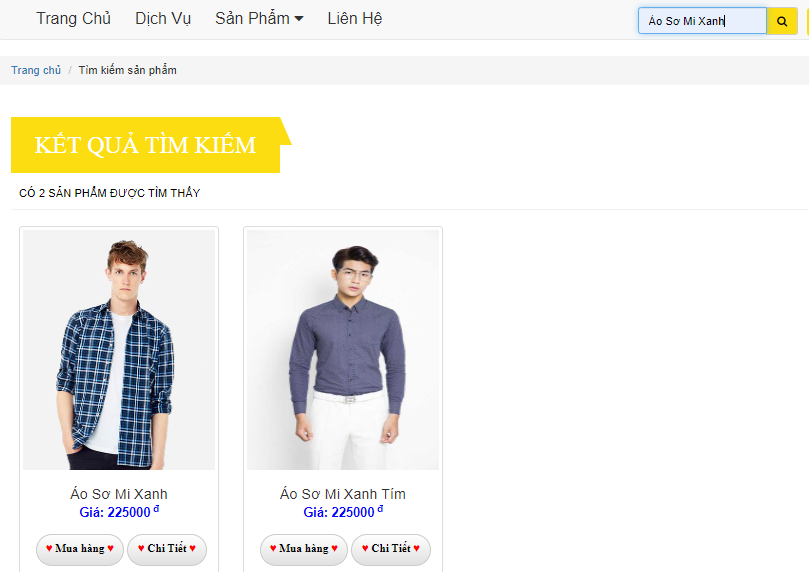 Trang Chủ Dịch Vụ Sản Phẩm Liên Hệ Áo Sơ Mi Xanh
Trang chủ / Tìm kiếm sản phẩm
KẾT QUẢ TÌM KIẾM
CÓ 2 SẢN PHẨM ĐƯỢC TÌM THẤY
Áo Sơ Mi Xanh
Giá: 225000 đ
♥ Mua hàng ♥ ♥ Chi Tiết ♥
Áo Sơ Mi Xanh Tím
Giá: 225000 đ
♥ Mua hàng ♥ ♥ Chi Tiết ♥